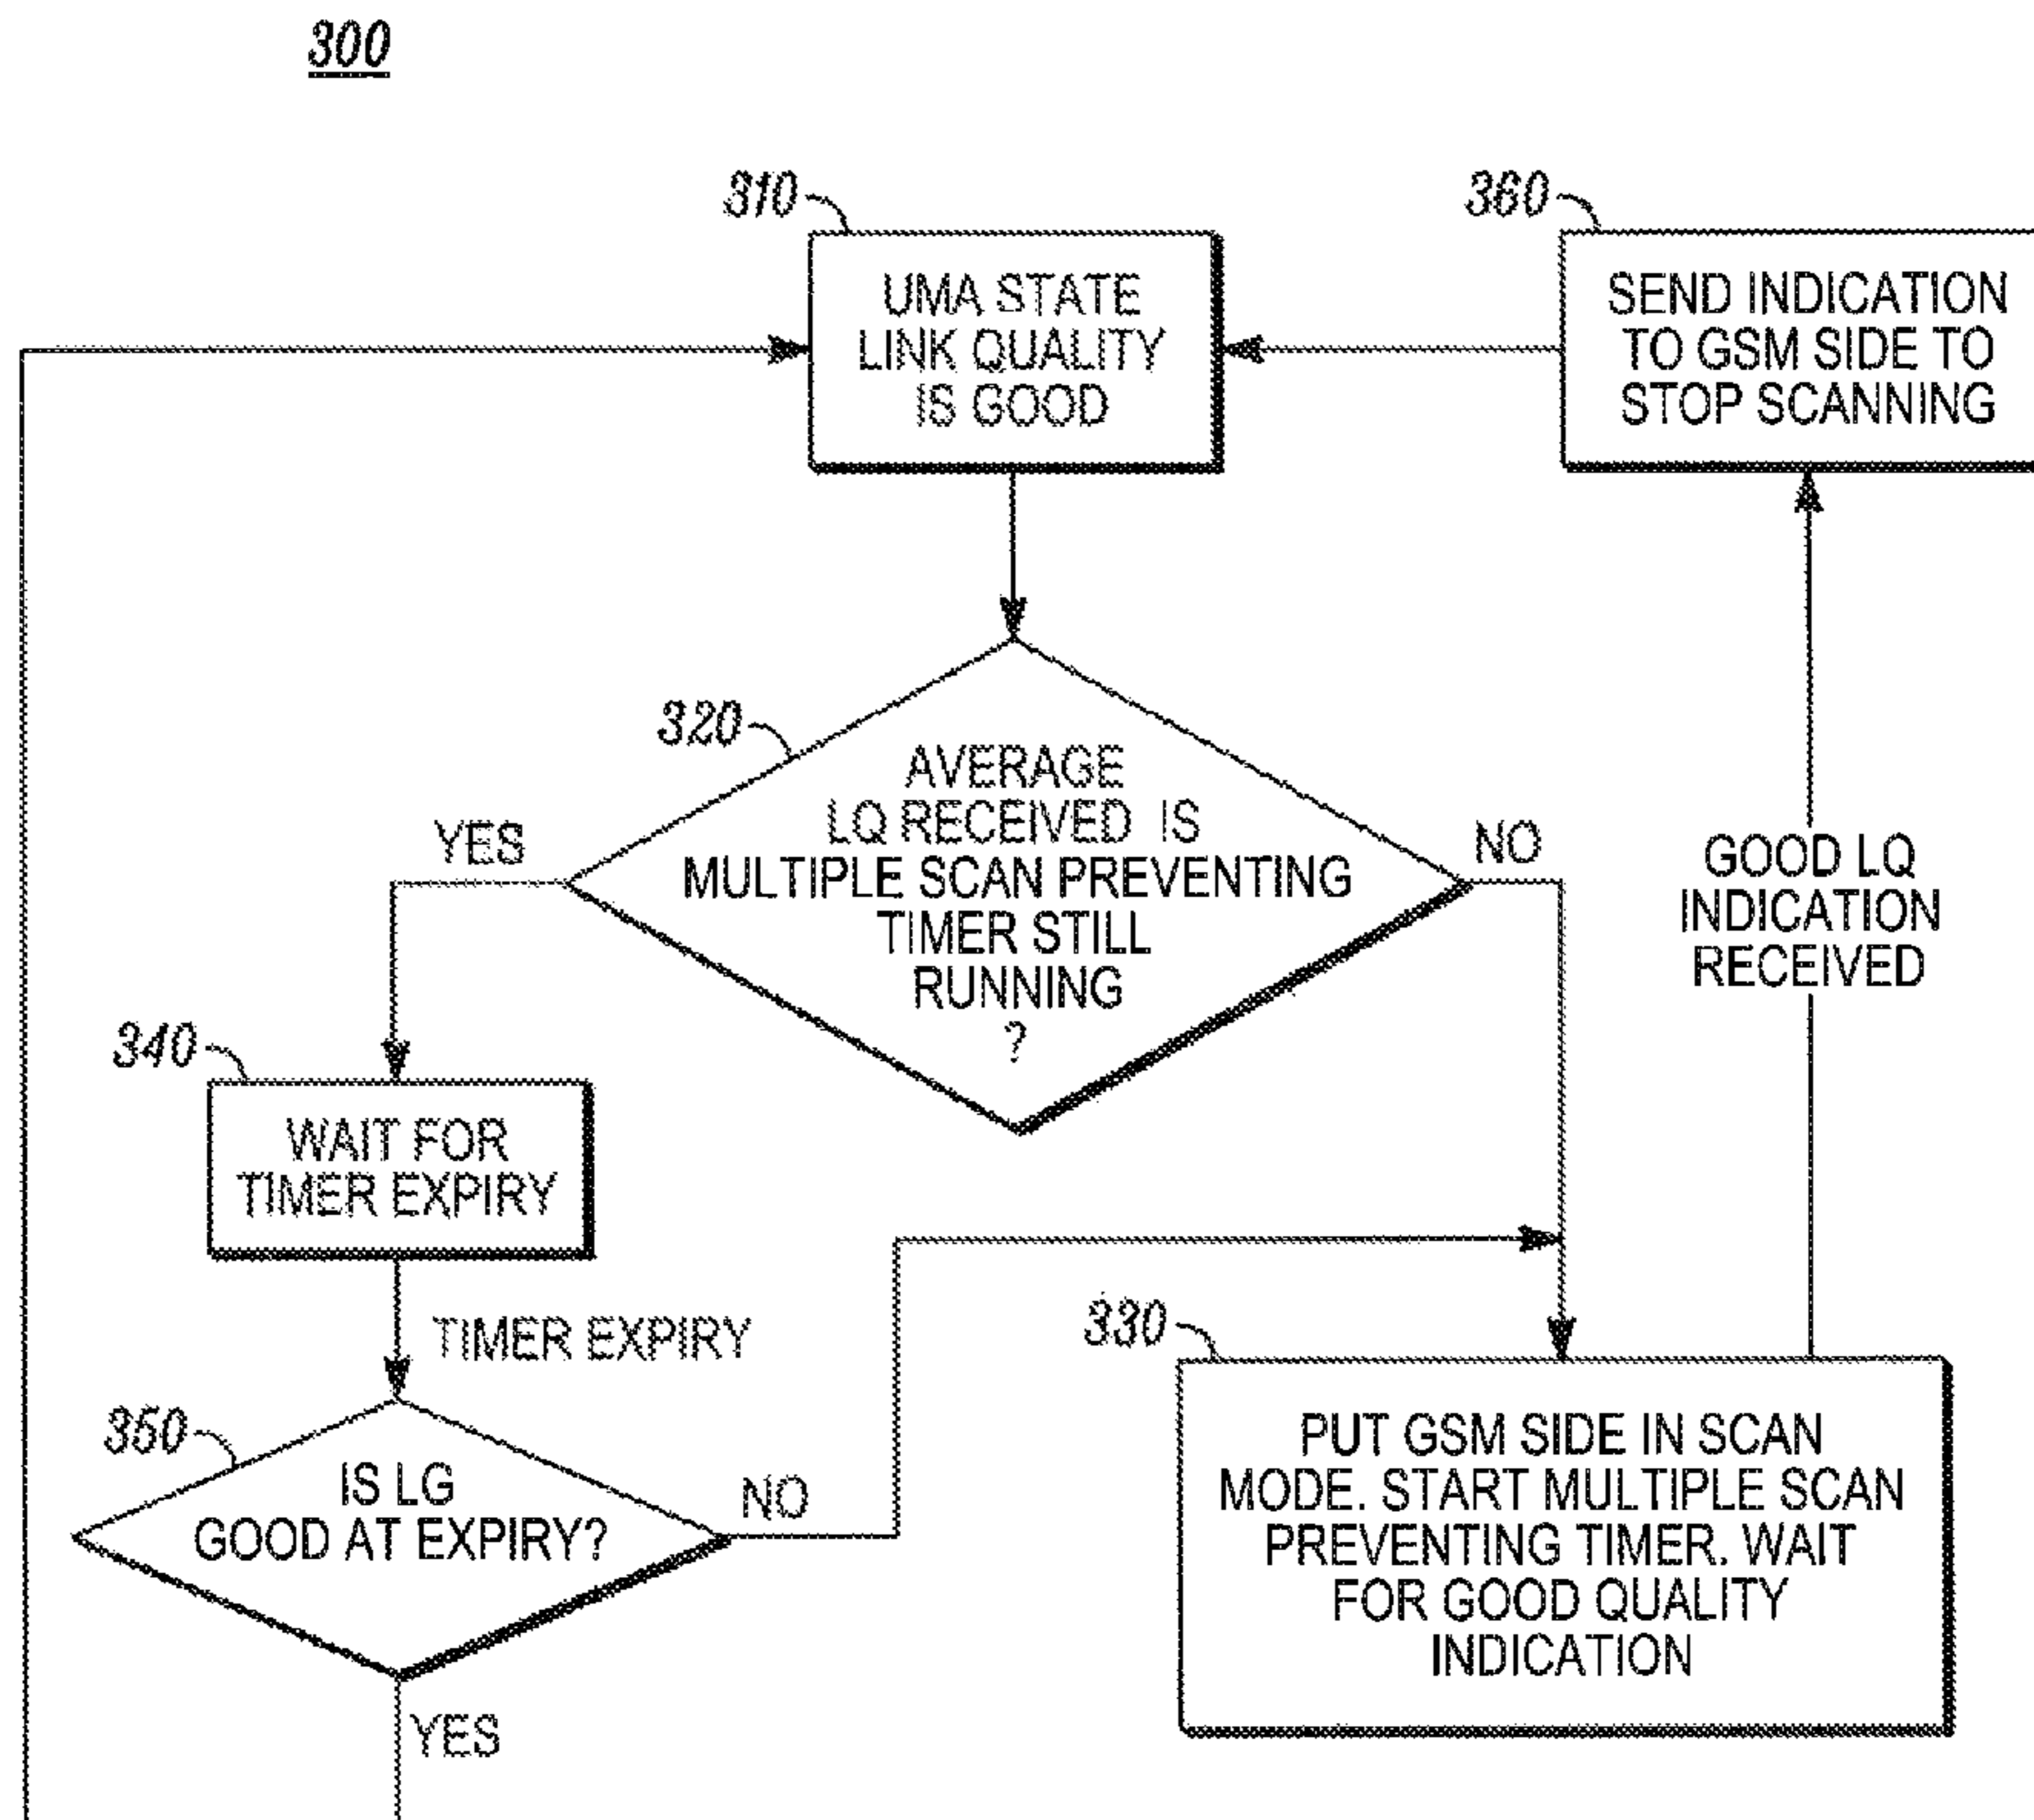 300
310
UMA STATE
LINK QUALITY
IS GOOD
360
SEND INDICATION
TO GSM SIDE TO
STOP SCANNING
320
AVERAGE
LQ RECEIVED IS
MULTIPLE SCAN PREVENTING
TIMER STILL
RUNNING
?
YES
NO
GOOD LQ
INDICATION
RECEIVED
340
WAIT FOR
TIMER EXPIRY
TIMER EXPIRY
350
IS LG
GOOD AT EXPIRY?
NO
YES
330
PUT GSM SIDE IN SCAN
MODE. START MULTIPLE SCAN
PREVENTING TIMER. WAIT
FOR GOOD QUALITY
INDICATION